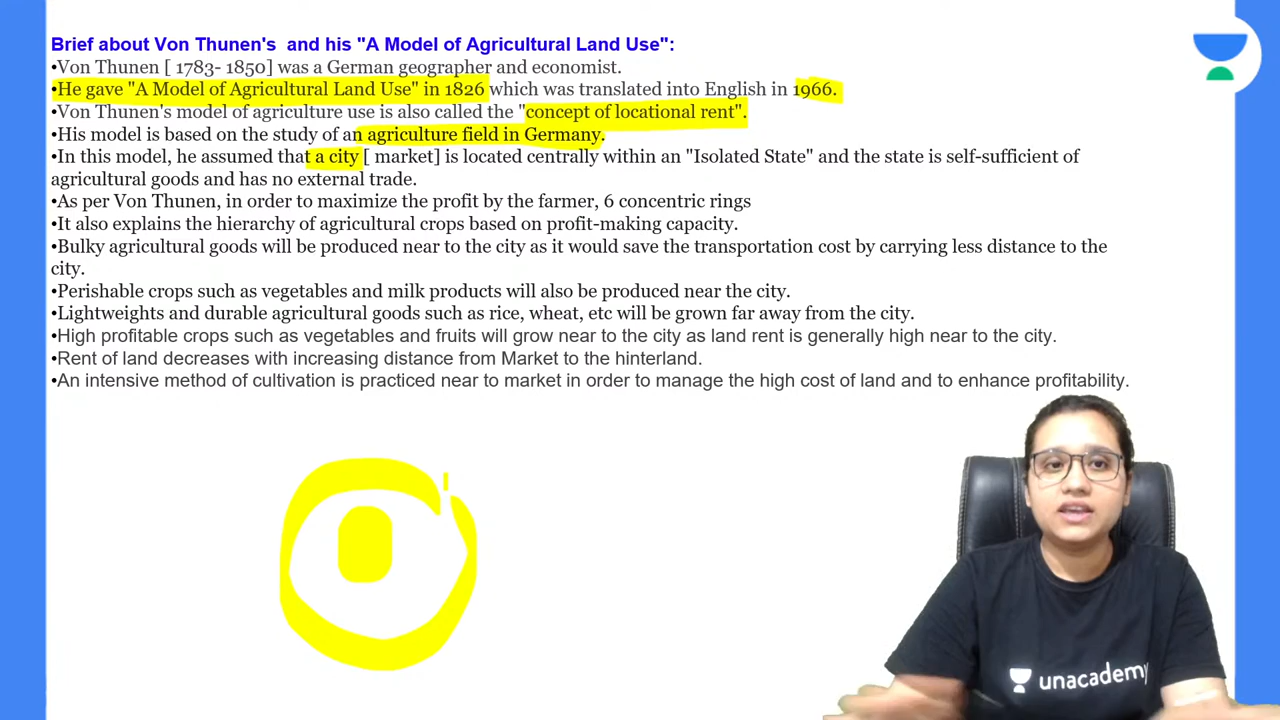 Brief about Von Thunen's  and his "A Model of Agricultural Land Use":
•Von Thunen [ 1783- 1850] was a German geographer and economist.
•He gave "A Model of Agricultural Land Use" in 1826 which was translated into English in 1966.
•Von Thunen's model of agriculture use is also called the "concept of locational rent".
•His model is based on the study of an agriculture field in Germany.
•In this model, he assumed that a city [ market] is located centrally within an "Isolated State" and the state is self-sufficient of
agricultural goods and has no external trade.
•As per Von Thunen, in order to maximize the profit by the farmer, 6 concentric rings
•It also explains the hierarchy of agricultural crops based on profit-making capacity.
•Bulky agricultural goods will be produced near to the city as it would save the transportation cost by carrying less distance to the
city.
•Perishable crops such as vegetables and milk products will also be produced near the city.
•Lightweights and durable agricultural goods such as rice, wheat, etc will be grown far away from the city.
•High profitable crops such as vegetables and fruits will grow near to the city as land rent is generally high near to the city.
•Rent of land decreases with increasing distance from Market to the hinterland.
•An intensive method of cultivation is practiced near to market in order to manage the high cost of land and to enhance profitability.
unacademy